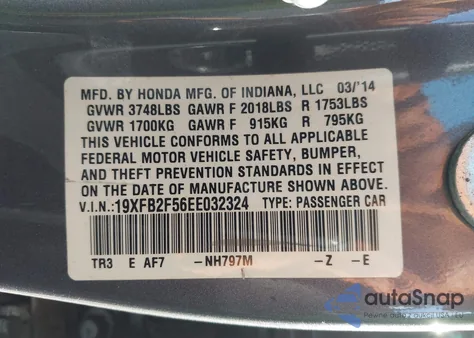 MFD. BY HONDA MFG. OF INDIANA, LLC 03/'14
GVWR 3748LBS GAWR F 2018LBS R 1753LBS
GVWR 1700KG GAWR F 915KG R 795KG
THIS VEHICLE CONFORMS TO ALL APPLICABLE
FEDERAL MOTOR VEHICLE SAFETY, BUMPER,
AND THEFT PREVENTION STANDARDS IN EFFECT
ON THE DATE OF MANUFACTURE SHOWN ABOVE.
V.I.N.:19XFB2F56EE032324 TYPE: PASSENGER CAR
TR3 E AF7 -NH797M -Z -E
autoSnap